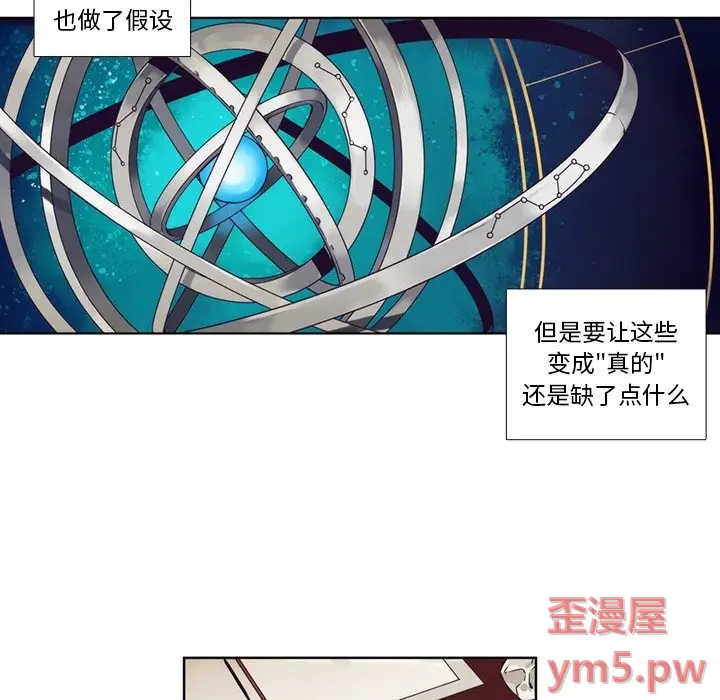 也做了假设
但是要让这些
变成"真的"
还是缺了点什么
歪漫屋
ym5.pw